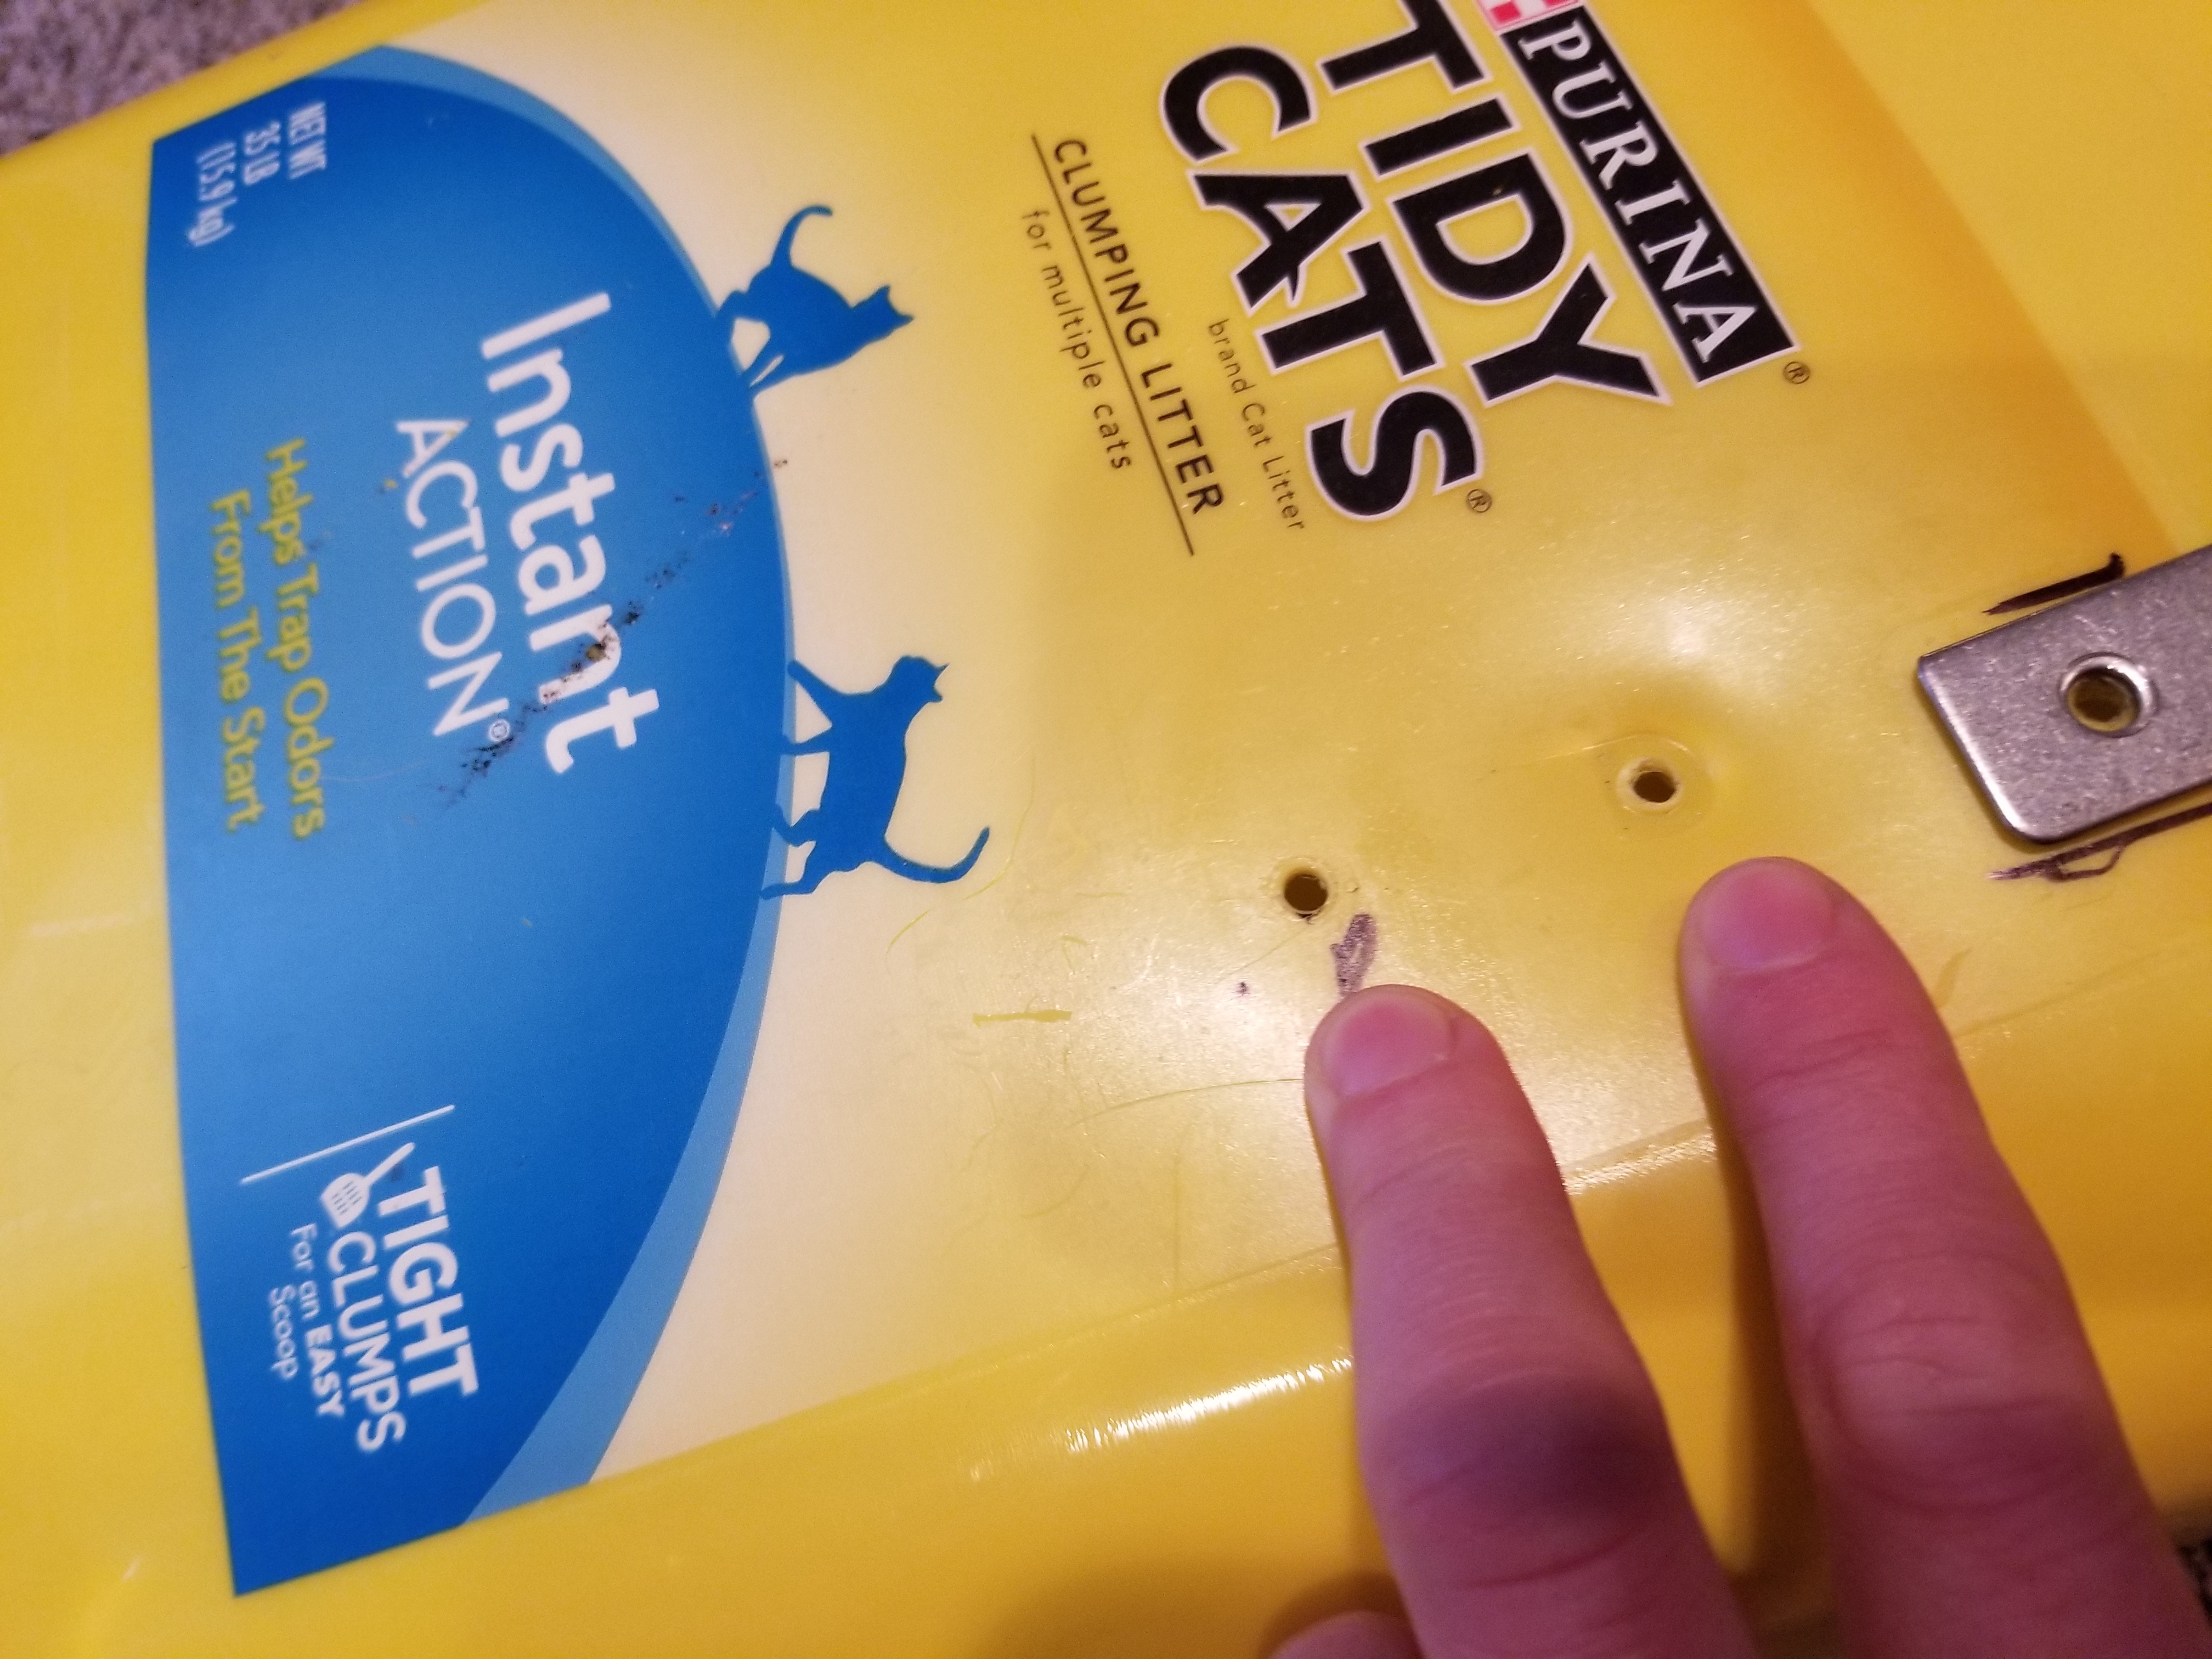 PURINA®
TIDY
CATS®
brand Cat Litter
CLUMPING LITTER
for multiple cats
Instant
ACTION®
Helps Trap Odors
From The Start
NET WT
35 LB
(15.9 kg)
TIGHT
CLUMPS
For an EASY
Scoop